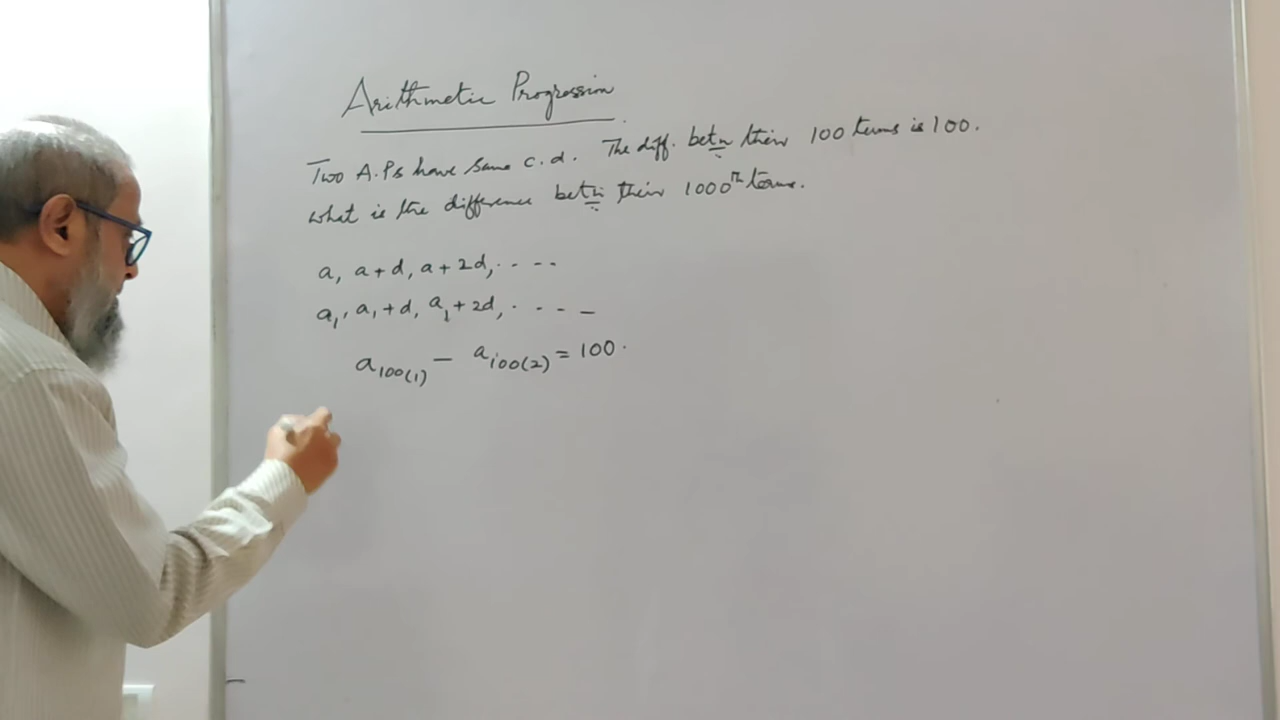 Arithmetic Progression
Two A.Ps have same c.d. The diff. betn their 100 terms is 100.
what is the difference betn their 1000th terms.
a, a+d, a+2d, - - - -
a₁, a₁+d, a₁+2d, - - - -
a₁₀₀₍₁₎ − a₁₀₀₍₂₎ = 100.